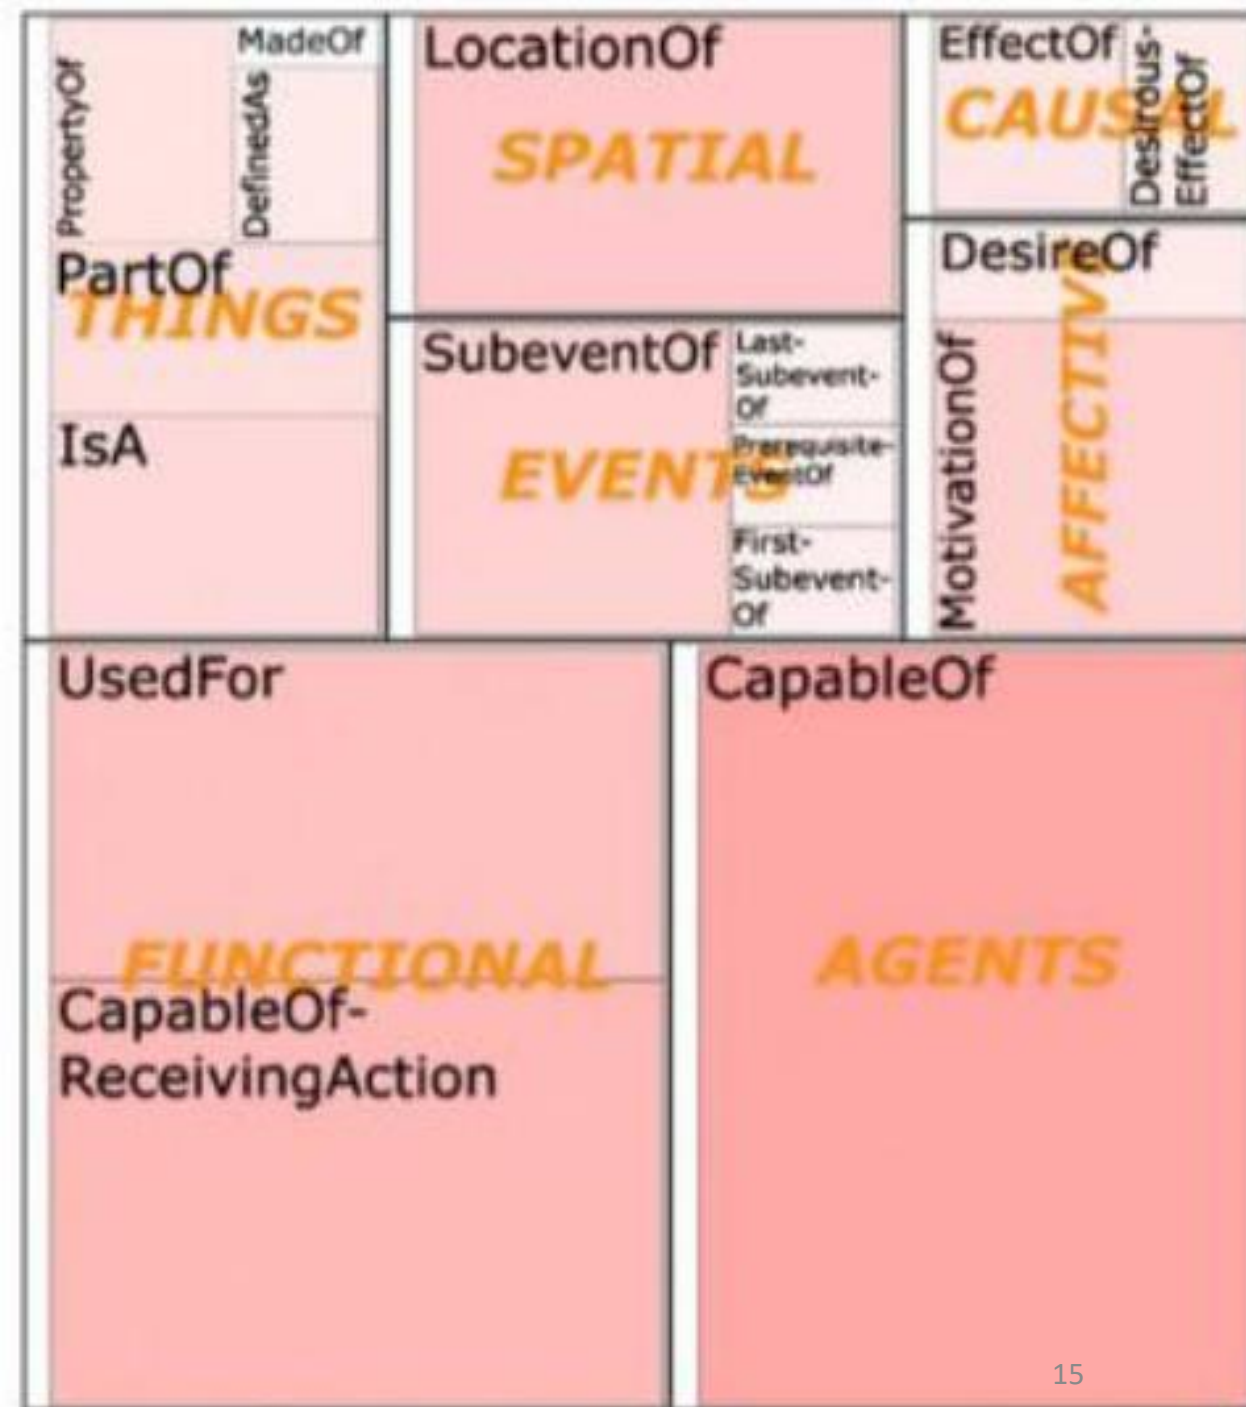 PropertyOf
MadeOf
DefinedAs
PartOf
THINGS
IsA
LocationOf
SPATIAL
SubeventOf
EVENTS
Last-
Subevent-
Of
Prerequisite-
EventOf
First-
Subevent-
Of
EffectOf
CAUSAL
Desirous-
EffectOf
DesireOf
MotivationOf
AFFECTIVE
UsedFor
FUNCTIONAL
CapableOf-
ReceivingAction
CapableOf
AGENTS
15